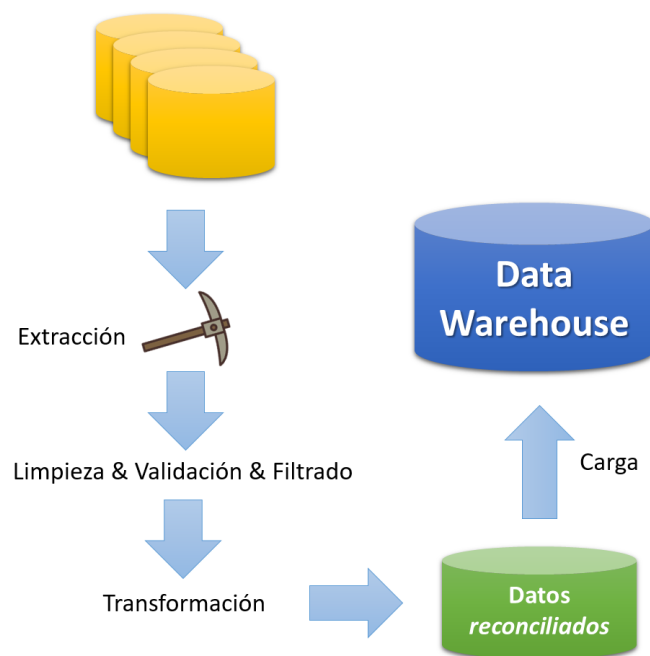 Extracción
Limpieza & Validación & Filtrado
Transformación
Datos
reconciliados
Carga
Data
Warehouse